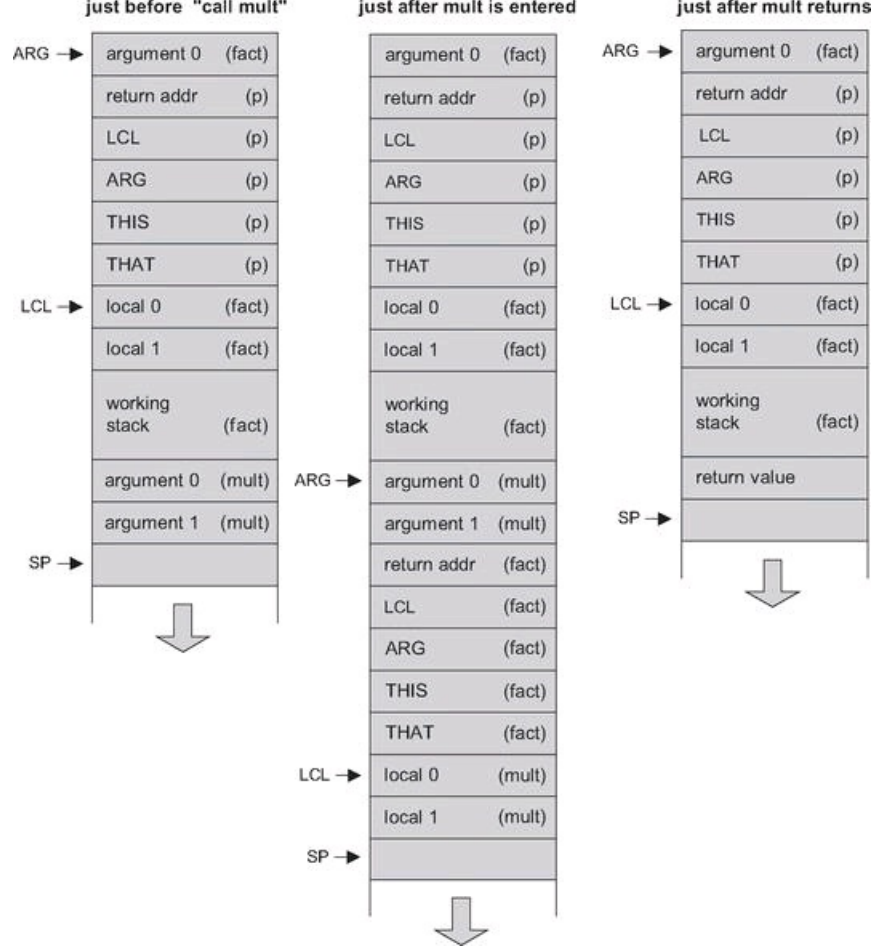 just before "call mult"
ARG argument 0 (fact)
return addr (p)
LCL (p)
ARG (p)
THIS (p)
THAT (p)
LCL local 0 (fact)
local 1 (fact)
working
stack (fact)
argument 0 (mult)
argument 1 (mult)
SP
just after mult is entered
argument 0 (fact)
return addr (p)
LCL (p)
ARG (p)
THIS (p)
THAT (p)
local 0 (fact)
local 1 (fact)
working
stack (fact)
ARG argument 0 (mult)
argument 1 (mult)
return addr (fact)
LCL (fact)
ARG (fact)
THIS (fact)
THAT (fact)
LCL local 0 (mult)
local 1 (mult)
SP
just after mult returns
ARG argument 0 (fact)
return addr (p)
LCL (p)
ARG (p)
THIS (p)
THAT (p)
LCL local 0 (fact)
local 1 (fact)
working
stack (fact)
return value
SP